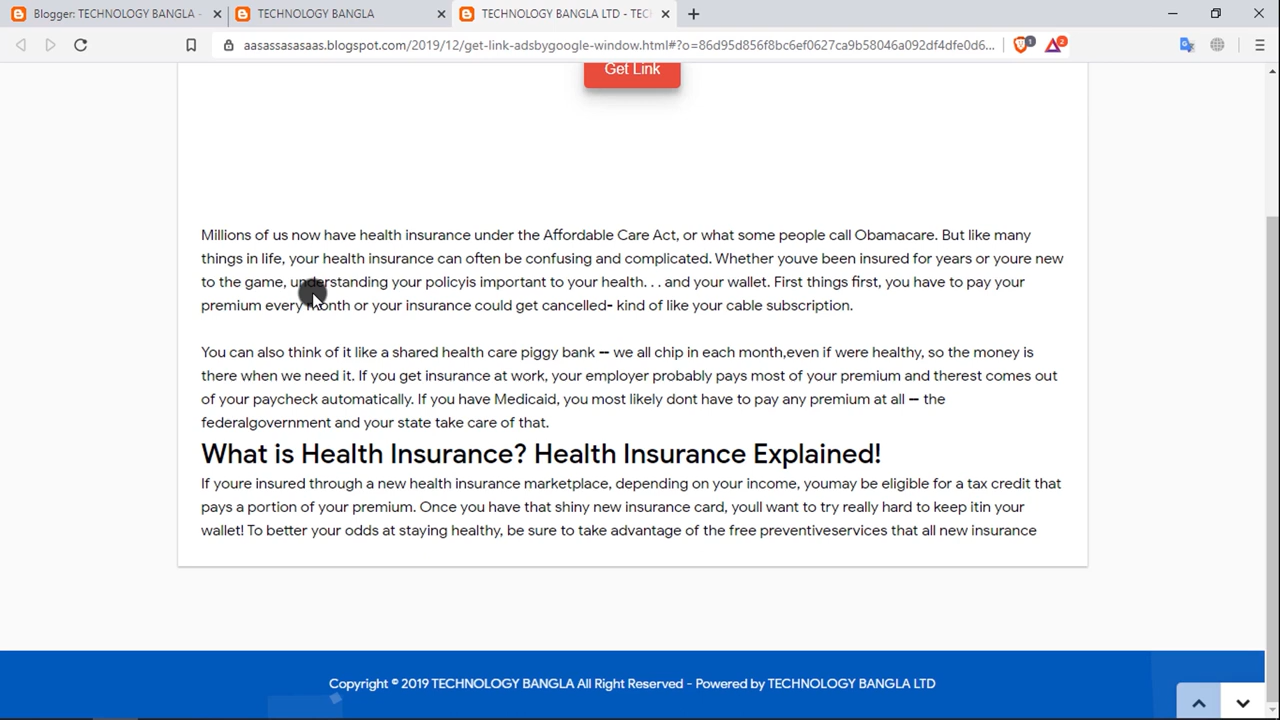 Blogger: TECHNOLOGY BANGLA -
TECHNOLOGY BANGLA
TECHNOLOGY BANGLA LTD - TEC
aasassasasaas.blogspot.com/2019/12/get-link-adsbygoogle-window.html#?o=86d95d856f8bc6ef0627ca9b58046a092df4dfe0d6...
1
2
Get Link
Millions of us now have health insurance under the Affordable Care Act, or what some people call Obamacare. But like many
things in life, your health insurance can often be confusing and complicated. Whether youve been insured for years or youre new
to the game, understanding your policyis important to your health. . . and your wallet. First things first, you have to pay your
premium every month or your insurance could get cancelled- kind of like your cable subscription.
You can also think of it like a shared health care piggy bank -- we all chip in each month,even if were healthy, so the money is
there when we need it. If you get insurance at work, your employer probably pays most of your premium and therest comes out
of your paycheck automatically. If you have Medicaid, you most likely dont have to pay any premium at all -- the
federalgovernment and your state take care of that.
What is Health Insurance? Health Insurance Explained!
If youre insured through a new health insurance marketplace, depending on your income, youmay be eligible for a tax credit that
pays a portion of your premium. Once you have that shiny new insurance card, youll want to try really hard to keep itin your
wallet! To better your odds at staying healthy, be sure to take advantage of the free preventiveservices that all new insurance
Copyright © 2019 TECHNOLOGY BANGLA All Right Reserved - Powered by TECHNOLOGY BANGLA LTD